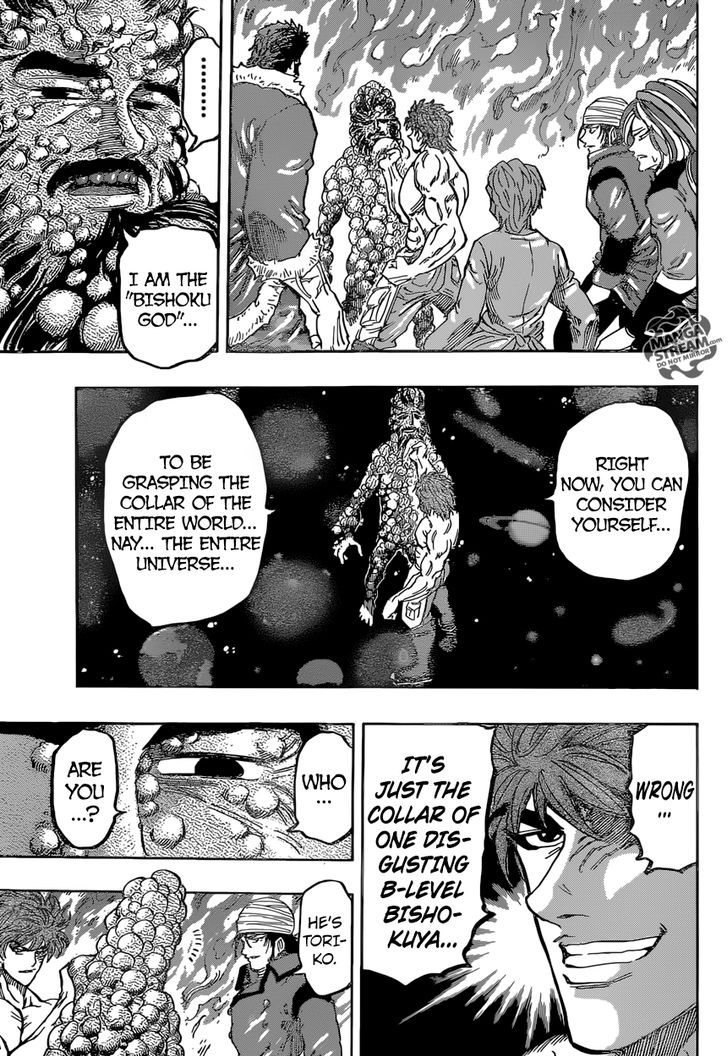 ........
I AM THE
"BISHOKU
GOD"...
MANGA
STREAM.com
DO NOT MIRROR
RIGHT
NOW, YOU CAN
CONSIDER
YOURSELF...
TO BE
GRASPING THE
COLLAR OF THE
ENTIRE WORLD...
NAY... THE ENTIRE
UNIVERSE...
WRONG
...
IT'S
JUST THE
COLLAR OF
ONE DIS-
GUSTING
B-LEVEL
BISHO-
KUYA...
WHO
...
ARE
YOU
...?
HE'S
TORI-
KO.